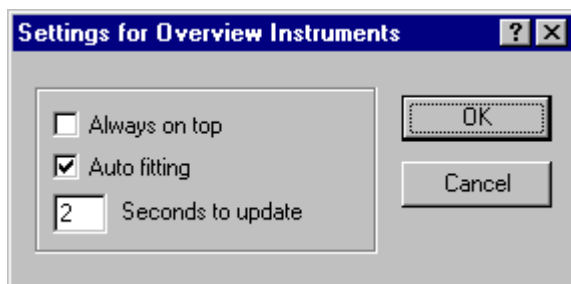 Settings for Overview Instruments ?
Always on top
Auto fitting
2 Seconds to update
OK
Cancel